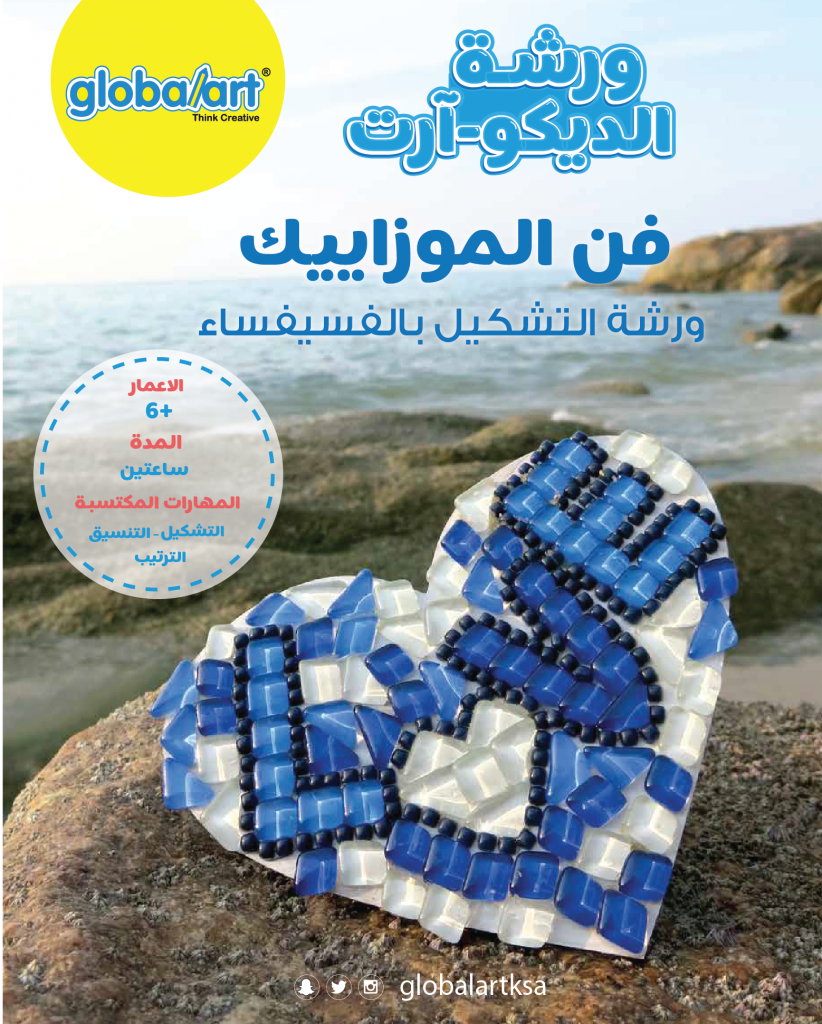 globalart®
Think Creative
ورشة
الديكو-آرت
فن الموزاييك
ورشة التشكيل بالفسيفساء
الاعمار
6+
المدة
ساعتين
المهارات المكتسبة
التشكيل - التنسيق
الترتيب
LOVE
globalartksa